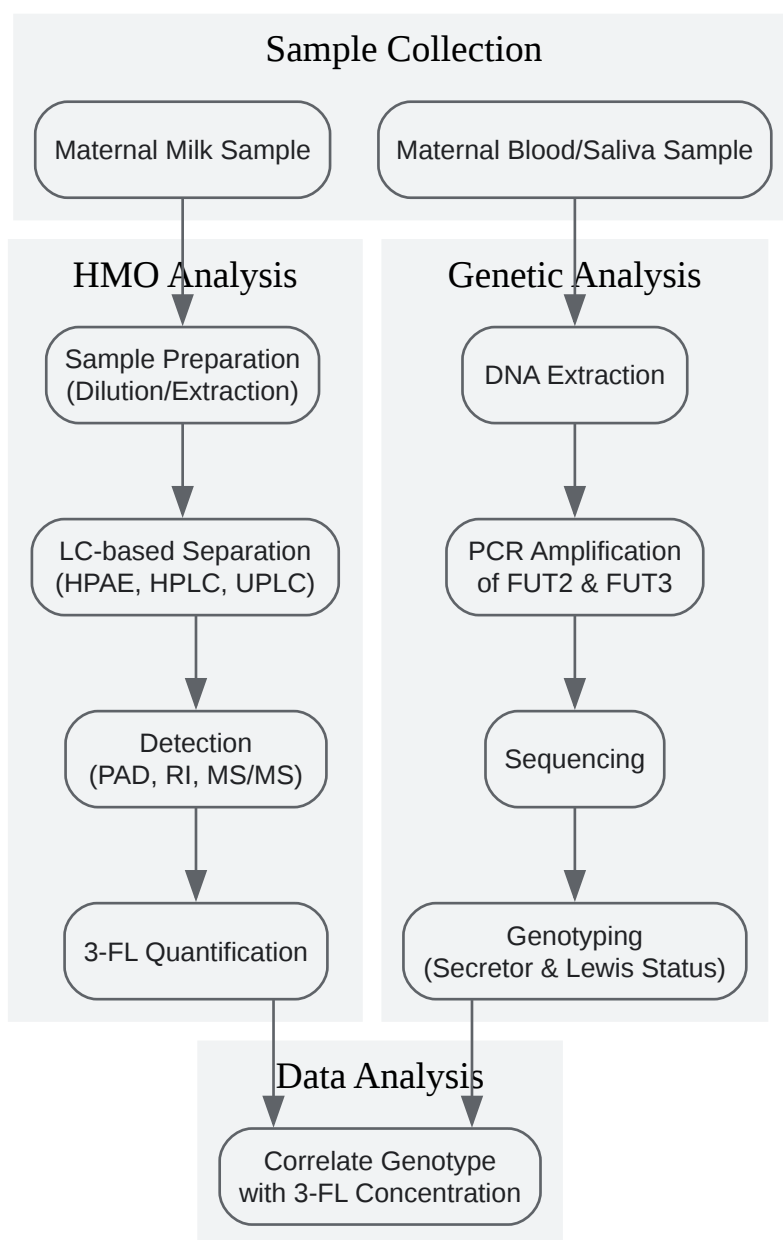 Sample Collection
Maternal Milk Sample
Maternal Blood/Saliva Sample
HMO Analysis
Sample Preparation
(Dilution/Extraction)
LC-based Separation
(HPAE, HPLC, UPLC)
Detection
(PAD, RI, MS/MS)
3-FL Quantification
Genetic Analysis
DNA Extraction
PCR Amplification
of FUT2 & FUT3
Sequencing
Genotyping
(Secretor & Lewis Status)
Data Analysis
Correlate Genotype
with 3-FL Concentration